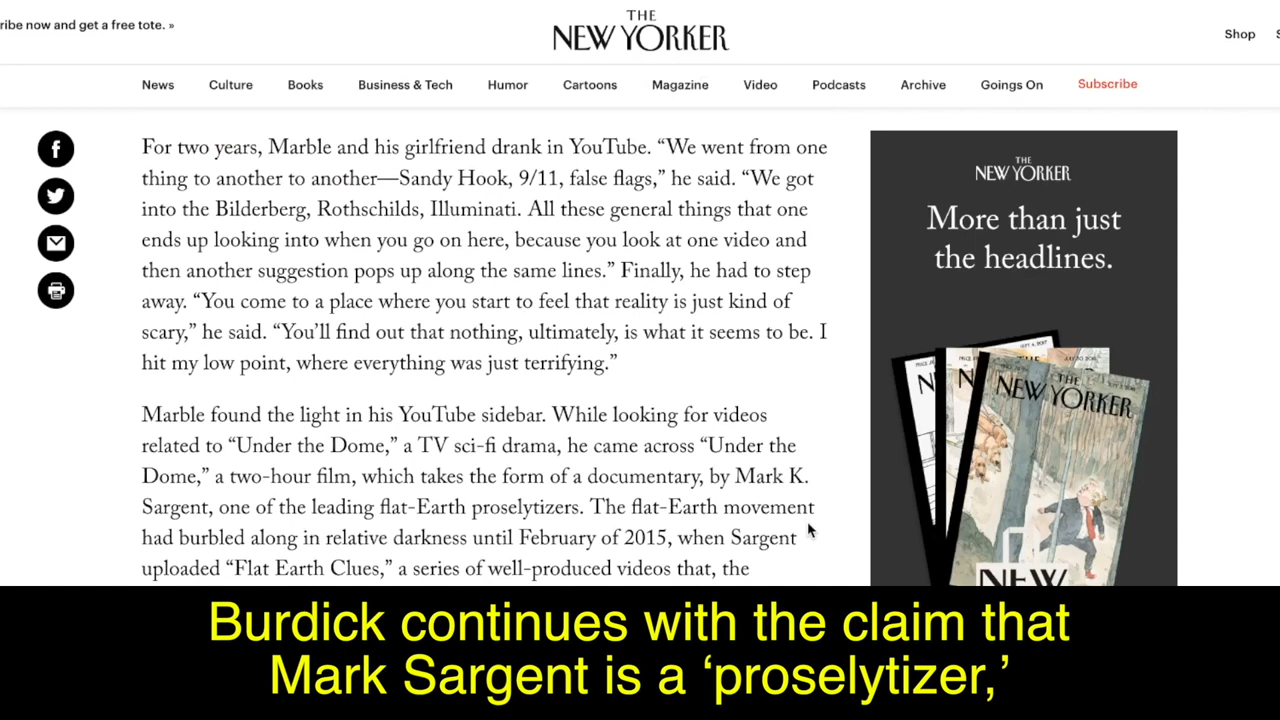 ribe now and get a free tote. »
THE
NEW YORKER
Shop
News Culture Books Business & Tech Humor Cartoons Magazine Video Podcasts Archive Goings On Subscribe
For two years, Marble and his girlfriend drank in YouTube. “We went from one
thing to another to another—Sandy Hook, 9/11, false flags,” he said. “We got
into the Bilderberg, Rothschilds, Illuminati. All these general things that one
ends up looking into when you go on here, because you look at one video and
then another suggestion pops up along the same lines.” Finally, he had to step
away. “You come to a place where you start to feel that reality is just kind of
scary,” he said. “You’ll find out that nothing, ultimately, is what it seems to be. I
hit my low point, where everything was just terrifying.”
Marble found the light in his YouTube sidebar. While looking for videos
related to “Under the Dome,” a TV sci-fi drama, he came across “Under the
Dome,” a two-hour film, which takes the form of a documentary, by Mark K.
Sargent, one of the leading flat-Earth proselytizers. The flat-Earth movement
had burbled along in relative darkness until February of 2015, when Sargent
uploaded “Flat Earth Clues,” a series of well-produced videos that, the
THE
NEW YORKER
More than just
the headlines.
THE
NEW YORKER
NEW
Burdick continues with the claim that
Mark Sargent is a ‘proselytizer,’